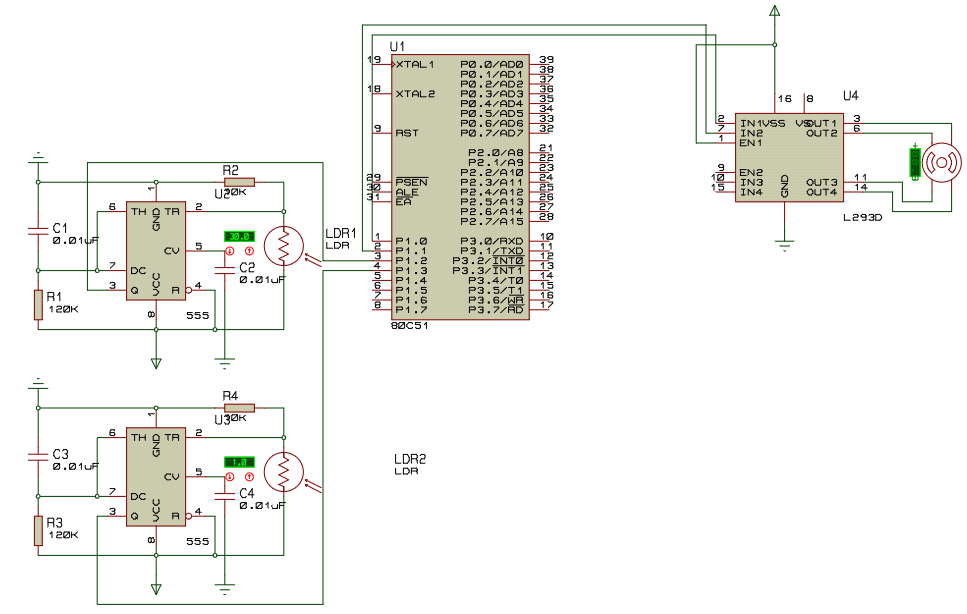 U1
19 XTAL1
18 XTAL2
9 RST
29 PSEN
30 ALE
31 EA
1 P1.0
2 P1.1
3 P1.2
4 P1.3
5 P1.4
6 P1.5
7 P1.6
8 P1.7
P0.0/AD0 39
P0.1/AD1 38
P0.2/AD2 37
P0.3/AD3 36
P0.4/AD4 35
P0.5/AD5 34
P0.6/AD6 33
P0.7/AD7 32
P2.0/A8 21
P2.1/A9 22
P2.2/A10 23
P2.3/A11 24
P2.4/A12 25
P2.5/A13 26
P2.6/A14 27
P2.7/A15 28
P3.0/RXD 10
P3.1/TXD 11
P3.2/INT0 12
P3.3/INT1 13
P3.4/T0 14
P3.5/T1 15
P3.6/WR 16
P3.7/RD 17
80C51
U4
16 8
2 IN1 VSS VS OUT1 3
7 IN2 OUT2 6
1 EN1
9 EN2
10 IN3 OUT3 11
15 IN4 OUT4 14
GND
L293D
R2
U2
1
6 TH GND TR 2
CV 5
7 DC
3 Q VCC R 4
8
555
C1
0.01uF
R1
120K
30.0
C2
0.01uF
LDR1
LDR
R4
U3
1
6 TH GND TR 2
CV 5
7 DC
3 Q VCC R 4
8
555
C3
0.01uF
R3
120K
1.0
C4
0.01uF
LDR2
LDR